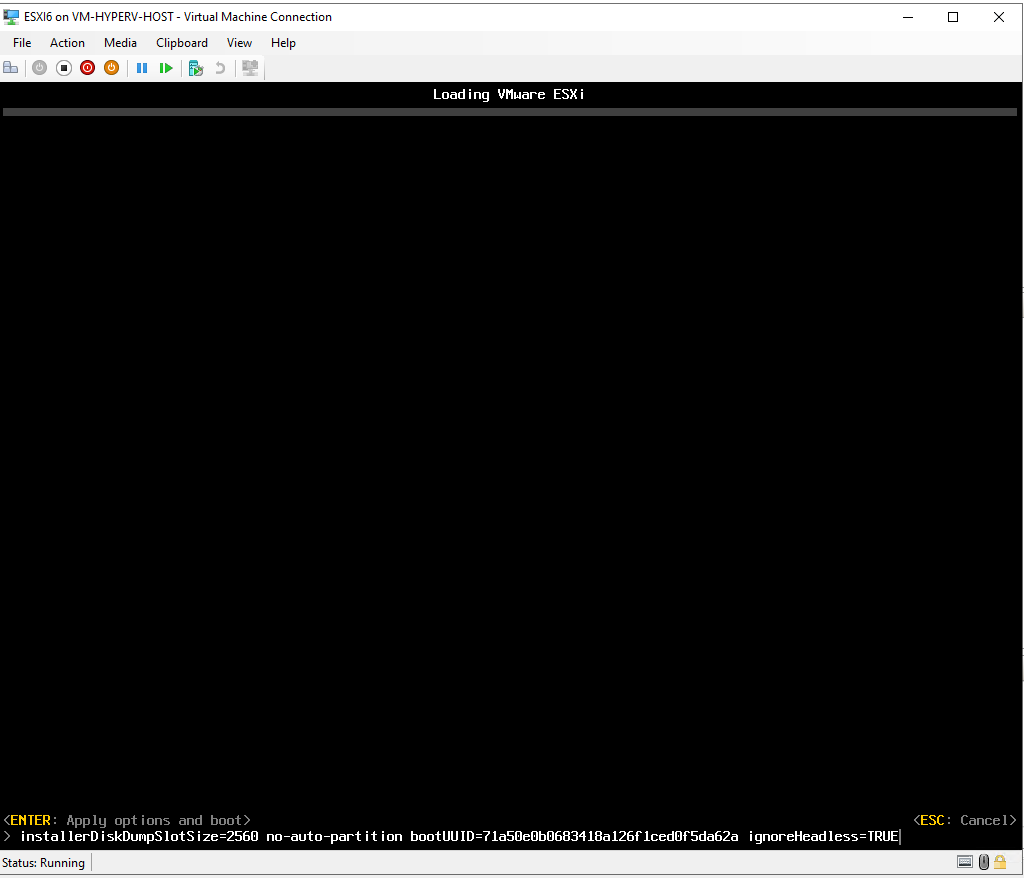 ESXI6 on VM-HYPERV-HOST - Virtual Machine Connection
File Action Media Clipboard View Help
Loading VMware ESXi
<ENTER: Apply options and boot> <ESC: Cancel>
> installerDiskDumpSlotSize=2560 no-auto-partition bootUUID=71a50e0b0683418a126f1ced0f5da62a ignoreHeadless=TRUE
Status: Running